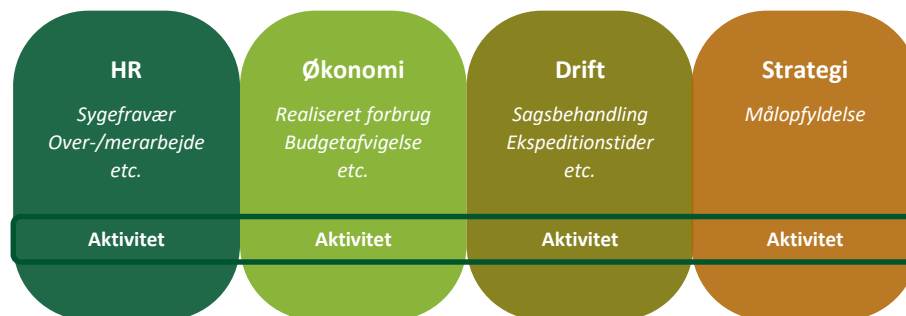 HR
Sygefravær
Over-/merarbejde
etc.
Økonomi
Realiseret forbrug
Budgetafvigelse
etc.
Drift
Sagsbehandling
Ekspeditionstider
etc.
Strategi
Målopfyldelse
Aktivitet
Aktivitet
Aktivitet
Aktivitet